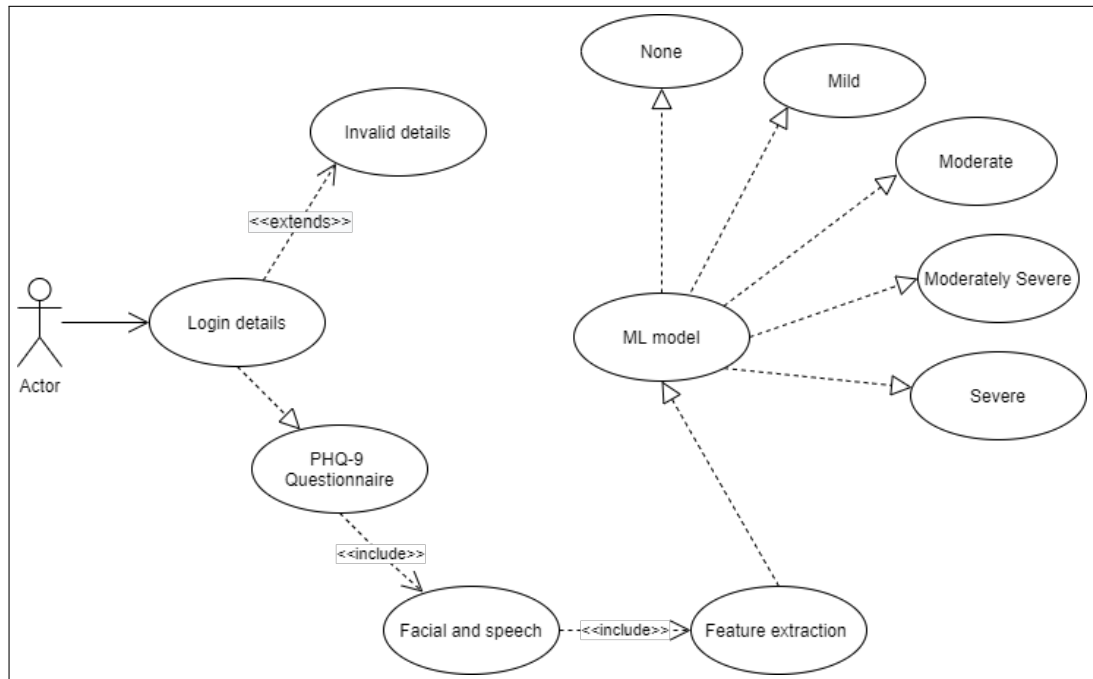 None
Mild
Invalid details
Moderate
<<extends>>
Moderately Severe
Login details
ML model
Actor
Severe
PHQ-9
Questionnaire
<<include>>
Facial and speech
<<include>>
Feature extraction